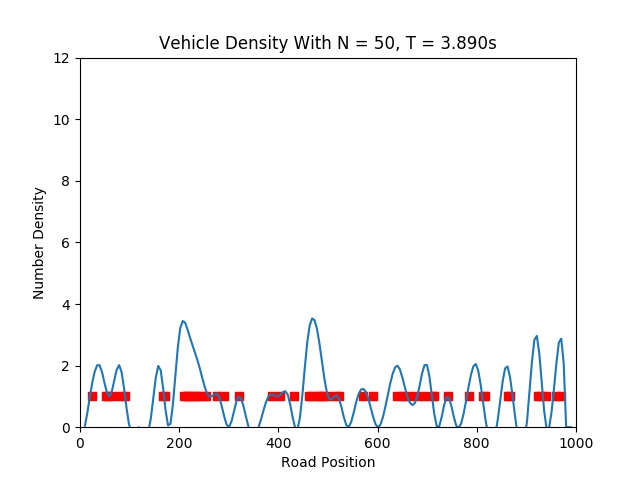 Vehicle Density With N = 50, T = 3.890s
12
10
8
6
4
2
0
Number Density
0 200 400 600 800 1000
Road Position